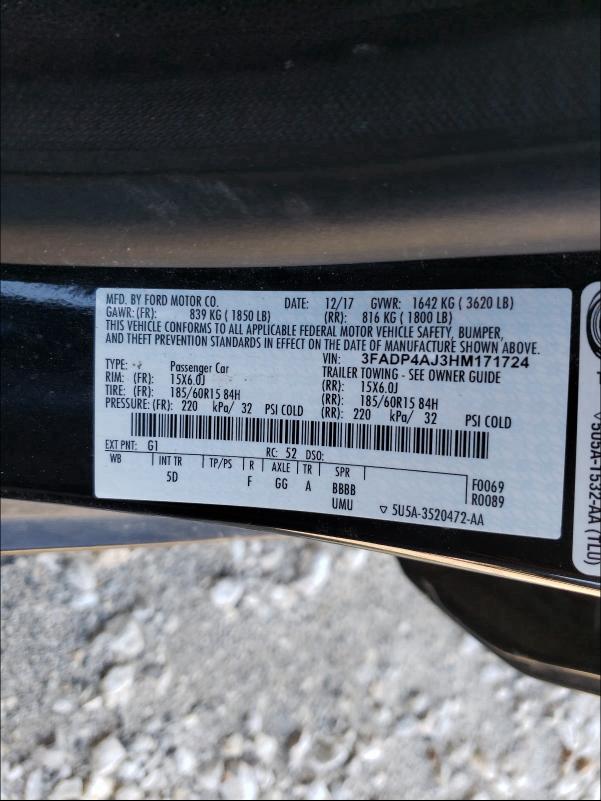 MFD. BY FORD MOTOR CO. DATE: 12/17 GVWR: 1642 KG ( 3620 LB)
GAWR: (FR): 839 KG ( 1850 LB) (RR): 816 KG ( 1800 LB)
THIS VEHICLE CONFORMS TO ALL APPLICABLE FEDERAL MOTOR VEHICLE SAFETY, BUMPER,
AND THEFT PREVENTION STANDARDS IN EFFECT ON THE DATE OF MANUFACTURE SHOWN ABOVE.
VIN: 3FADP4AJ3HM171724
TYPE: Passenger Car TRAILER TOWING - SEE OWNER GUIDE
RIM: (FR): 15X6.0J (RR): 15X6.0J
TIRE: (FR): 185/60R15 84H (RR): 185/60R15 84H
PRESSURE: (FR): 220 kPa/ 32 PSI COLD (RR): 220 kPa/ 32 PSI COLD
EXT PNT: G1 RC: 52 DSO:
WB INT TR TP/PS R AXLE TR SPR F0069
5D F GG A BBBB R0089
UMU ▽ 5U5A-3520472-AA
▽ 5U5A-1532-AA (TLD)